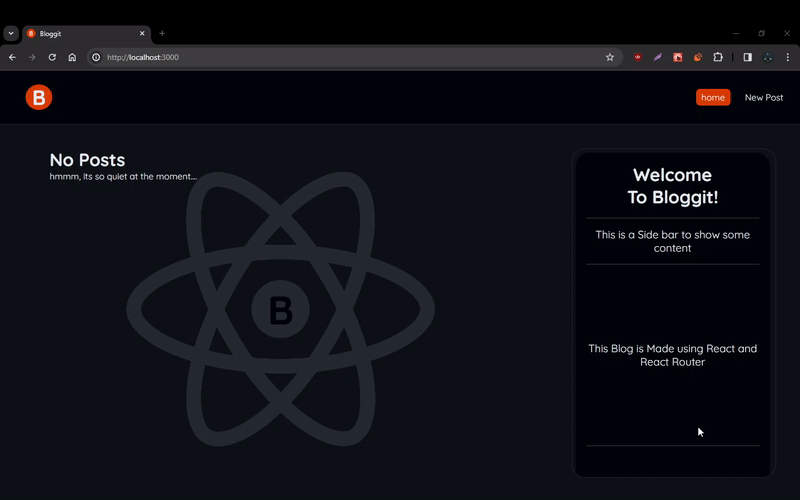 Bloggit
http://localhost:3000
B
home
New Post
No Posts
hmmm, its so quiet at the moment...
B
Welcome
To Bloggit!
This is a Side bar to show some
content
This Blog is Made using React and
React Router